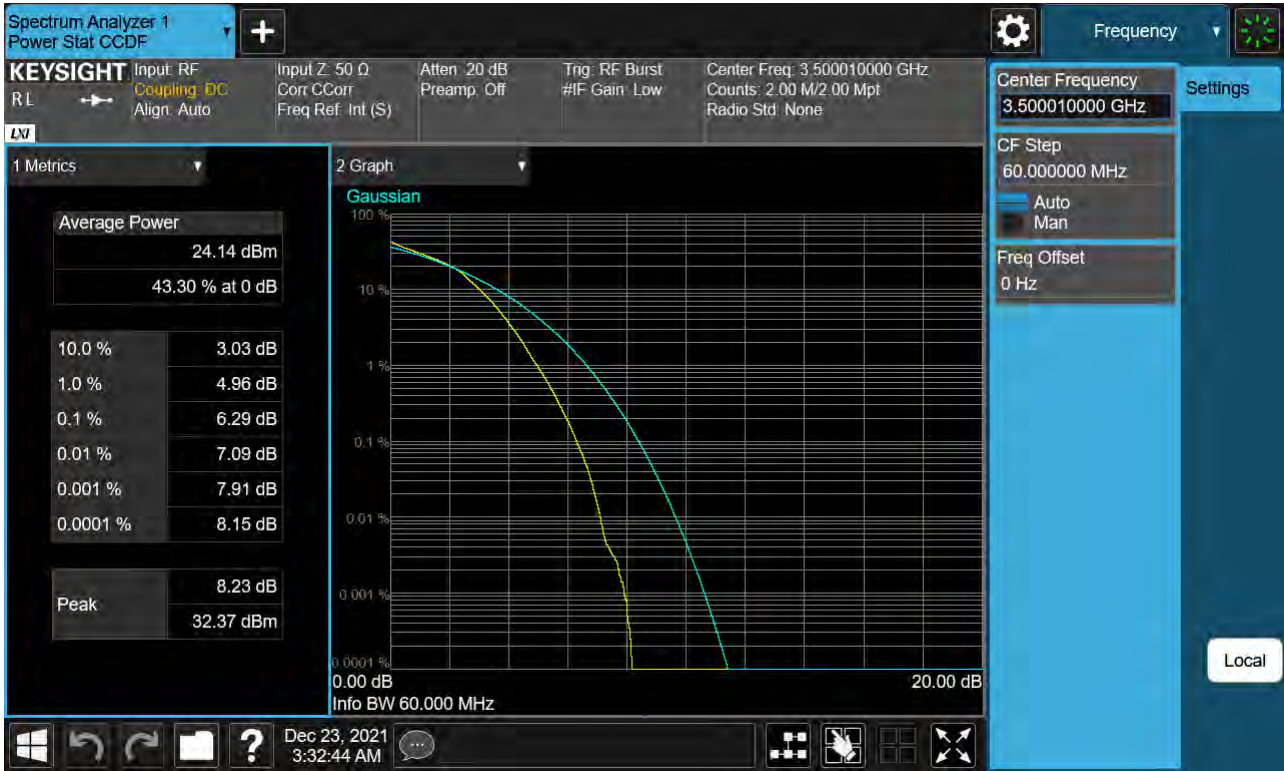 Spectrum Analyzer 1
Power Stat CCDF
+
Frequency
KEYSIGHT
RL
LXI
Input: RF
Coupling: DC
Align: Auto
Input Z: 50 Ω
Corr CCorr
Freq Ref: Int (S)
Atten: 20 dB
Preamp: Off
Trig: RF Burst
#IF Gain: Low
Center Freq: 3.500010000 GHz
Counts: 2.00 M/2.00 Mpt
Radio Std: None
1 Metrics
Average Power
24.14 dBm
43.30 % at 0 dB
10.0 % 3.03 dB
1.0 % 4.96 dB
0.1 % 6.29 dB
0.01 % 7.09 dB
0.001 % 7.91 dB
0.0001 % 8.15 dB
Peak
8.23 dB
32.37 dBm
2 Graph
Gaussian
100 %
10 %
1 %
0.1 %
0.01 %
0.001 %
0.0001 %
0.00 dB 20.00 dB
Info BW 60.000 MHz
Center Frequency
3.500010000 GHz
CF Step
60.000000 MHz
Auto
Man
Freq Offset
0 Hz
Settings
Local
?
Dec 23, 2021
3:32:44 AM